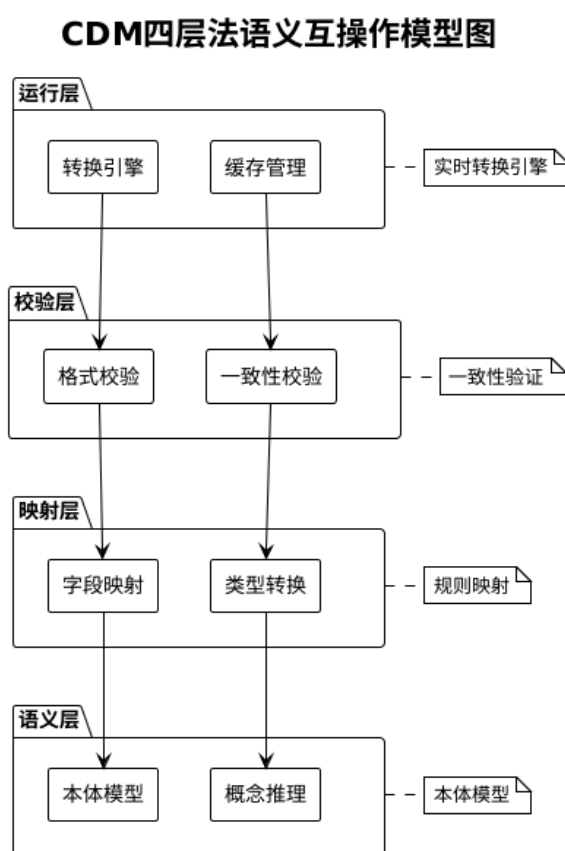 CDM四层法语义互操作模型图
运行层
转换引擎
缓存管理
实时转换引擎
校验层
格式校验
一致性校验
一致性验证
映射层
字段映射
类型转换
规则映射
语义层
本体模型
概念推理
本体模型